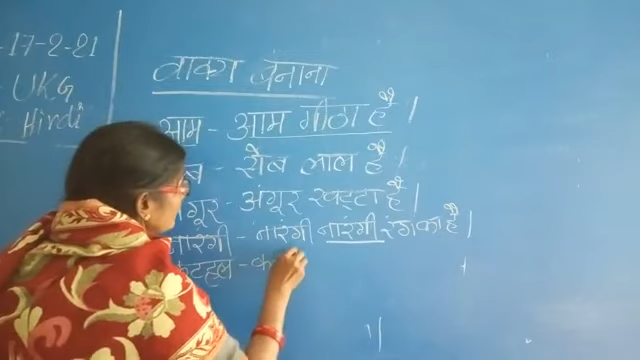 -17-2-21
UKG
Hindi
वाक्य बनाना
आम - आम मीठा है।
ब - सेब लाल है।
गूर - अंगूर खट्टा है।
नारंगी - नारंगी नारंगी रंग का है।
कटहल - क